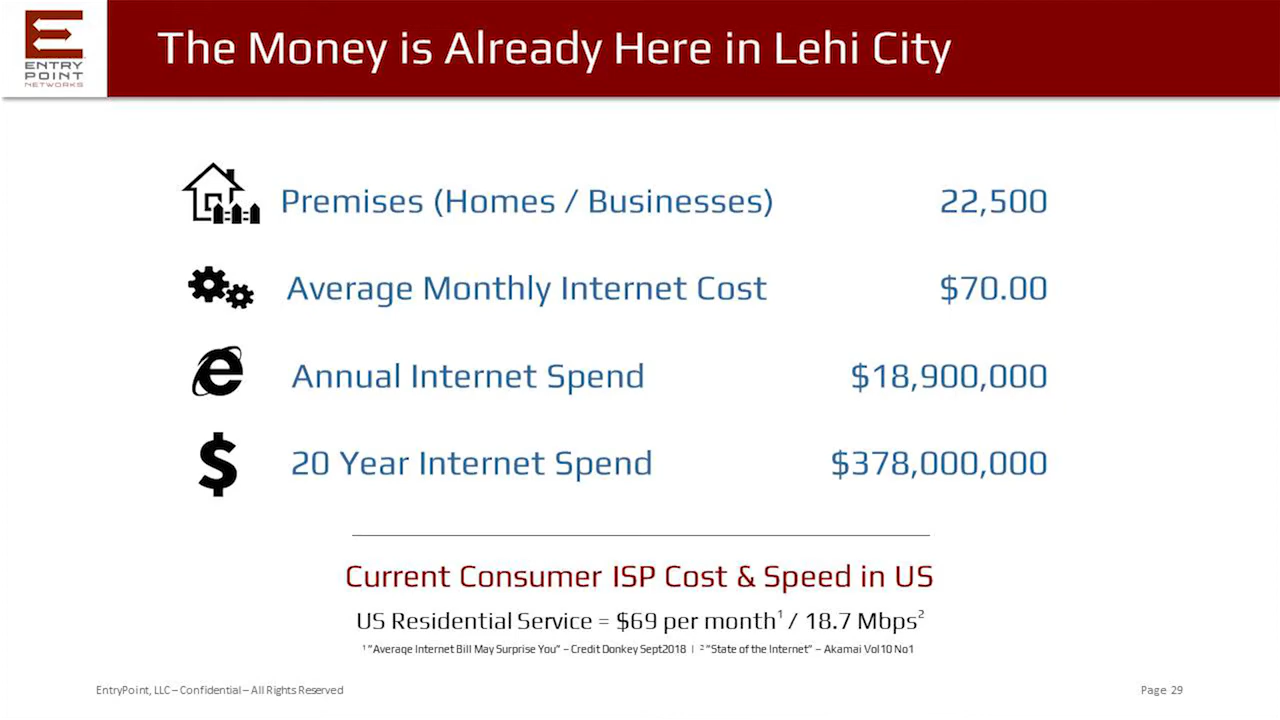 ENTRY
POINT
NETWORKS
The Money is Already Here in Lehi City
Premises (Homes / Businesses) 22,500
Average Monthly Internet Cost $70.00
Annual Internet Spend $18,900,000
20 Year Internet Spend $378,000,000
Current Consumer ISP Cost & Speed in US
US Residential Service = $69 per month¹ / 18.7 Mbps²
¹ "Average Internet Bill May Surprise You" – Credit Donkey Sept2018 | ² "State of the Internet" – Akamai Vol10 No1
EntryPoint, LLC – Confidential – All Rights Reserved Page 29